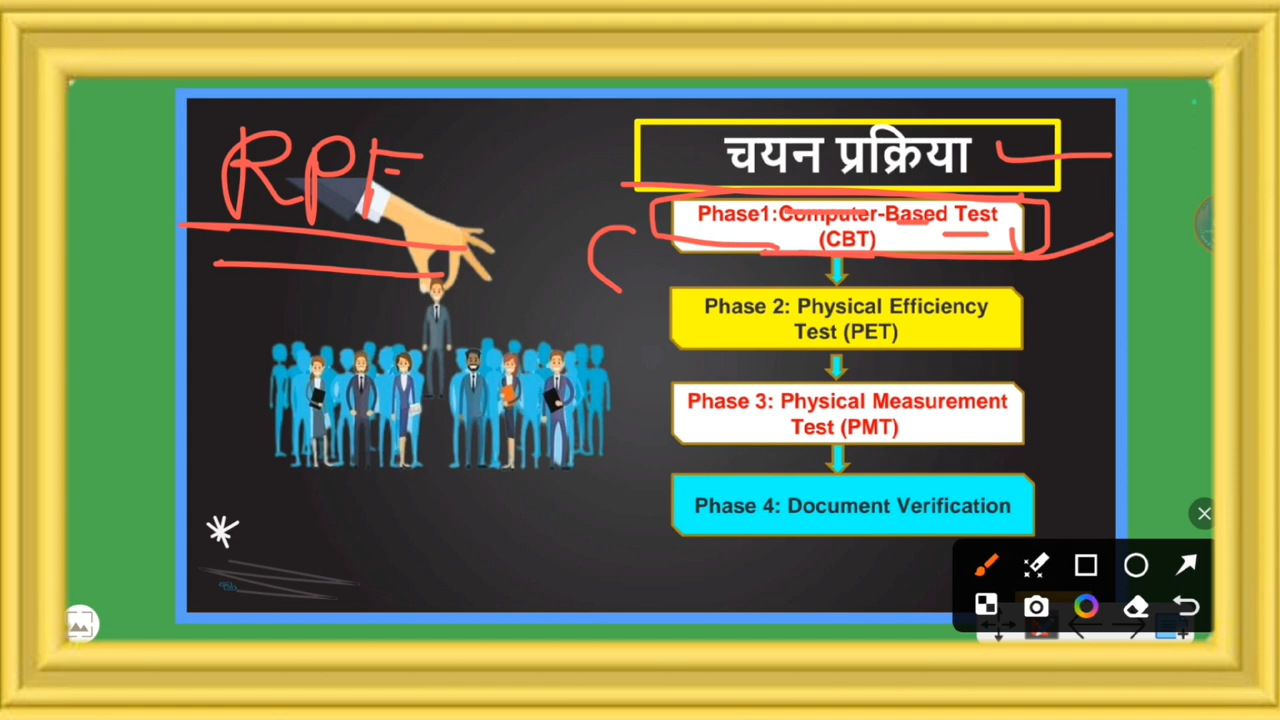 RPF
चयन प्रक्रिया
Phase1:Computer-Based Test
(CBT)
Phase 2: Physical Efficiency
Test (PET)
Phase 3: Physical Measurement
Test (PMT)
Phase 4: Document Verification